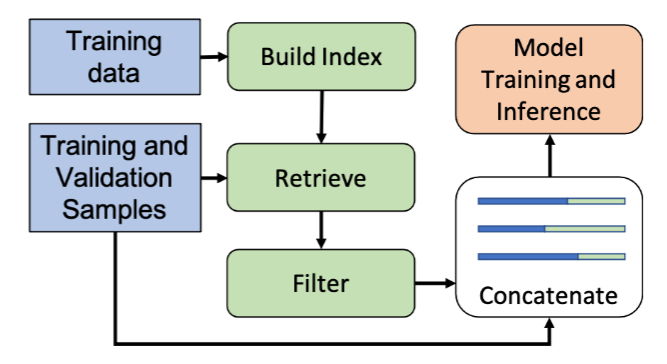 Training
data
Build Index
Model
Training and
Inference
Training and
Validation
Samples
Retrieve
Filter
Concatenate